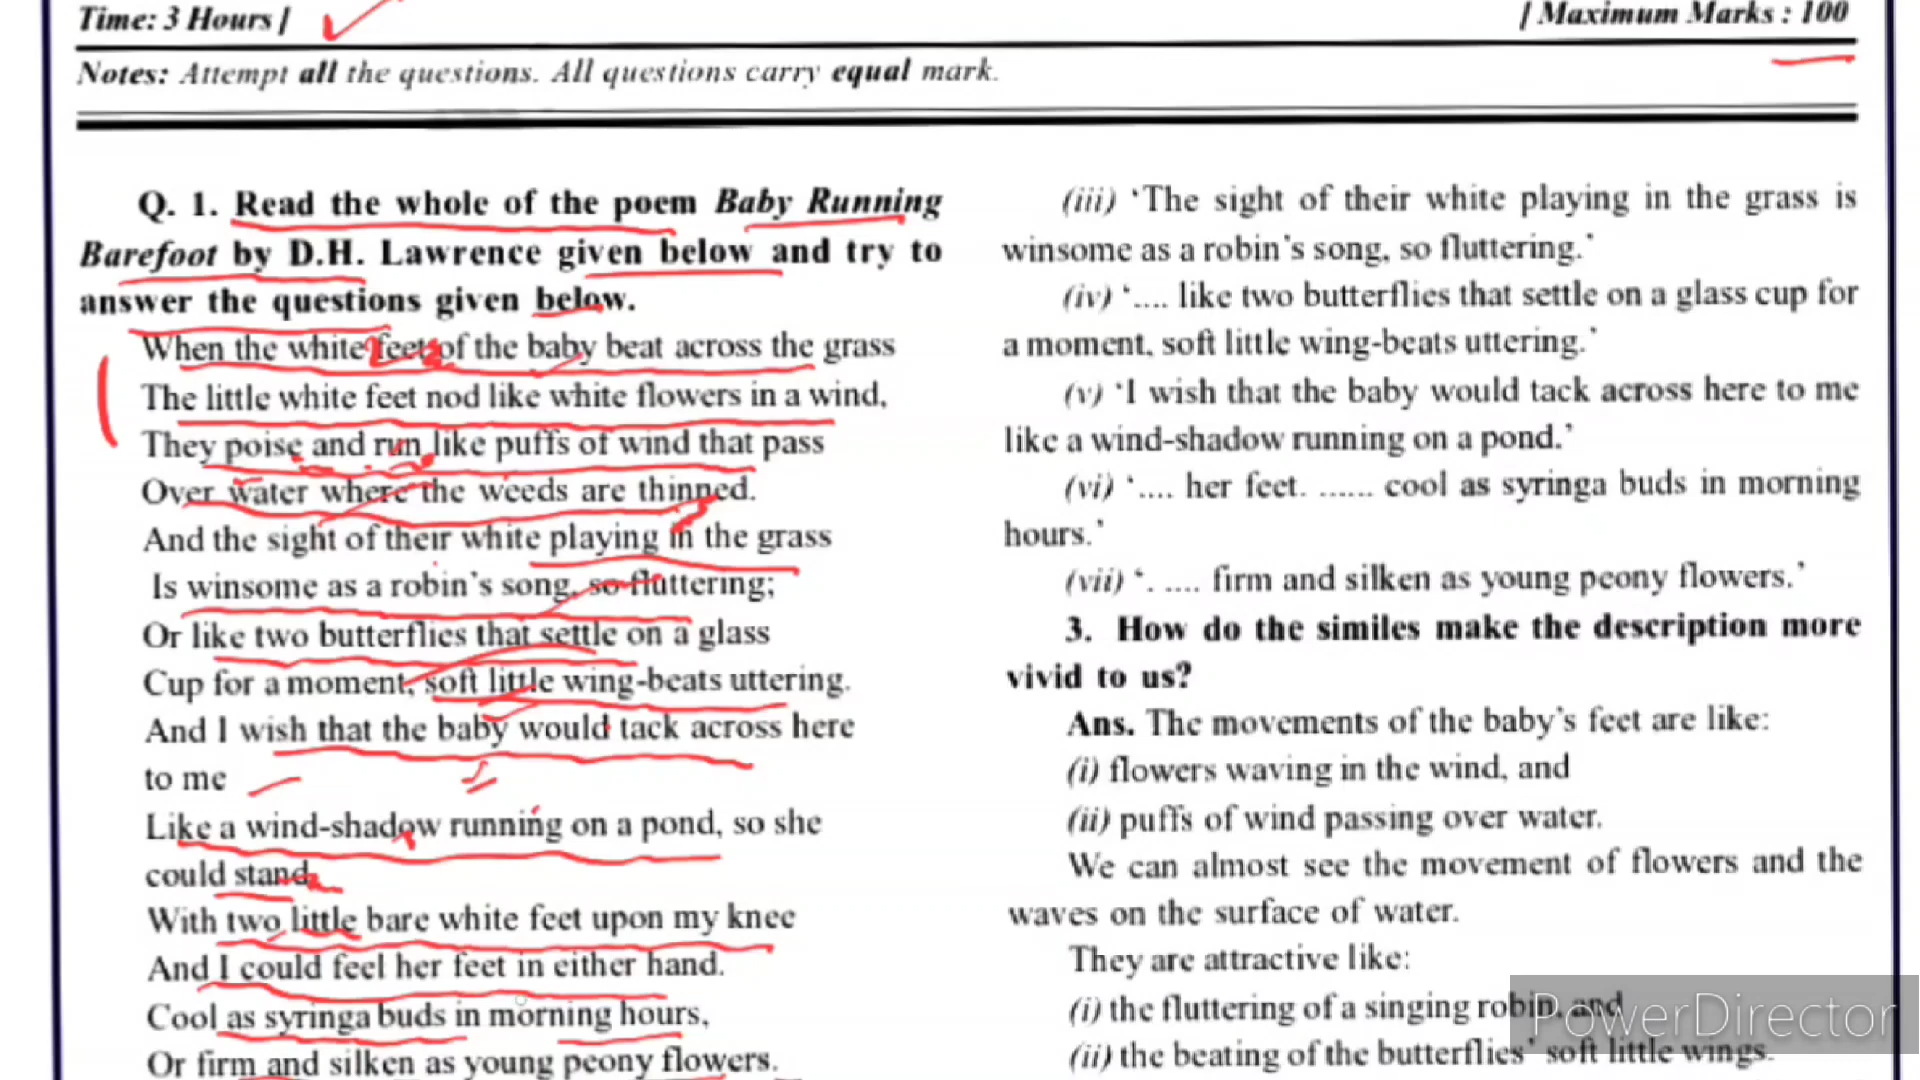 Time: 3 Hours ]
[ Maximum Marks : 100
Notes: Attempt all the questions. All questions carry equal mark.
Q. 1. Read the whole of the poem Baby Running
Barefoot by D.H. Lawrence given below and try to
answer the questions given below.
When the white feet of the baby beat across the grass
The little white feet nod like white flowers in a wind,
They poise and run like puffs of wind that pass
Over water where the weeds are thinned.
And the sight of their white playing in the grass
Is winsome as a robin's song, so fluttering;
Or like two butterflies that settle on a glass
Cup for a moment, soft little wing-beats uttering.
And I wish that the baby would tack across here
to me
Like a wind-shadow running on a pond, so she
could stand
With two little bare white feet upon my knee
And I could feel her feet in either hand.
Cool as syringa buds in morning hours,
Or firm and silken as young peony flowers.
(iii) ‘The sight of their white playing in the grass is
winsome as a robin’s song, so fluttering.’
(iv) ‘.... like two butterflies that settle on a glass cup for
a moment, soft little wing-beats uttering.’
(v) ‘I wish that the baby would tack across here to me
like a wind-shadow running on a pond.’
(vi) ‘.... her feet. ...... cool as syringa buds in morning
hours.’
(vii) ‘. .... firm and silken as young peony flowers.’
3. How do the similes make the description more
vivid to us?
Ans. The movements of the baby’s feet are like:
(i) flowers waving in the wind, and
(ii) puffs of wind passing over water.
We can almost see the movement of flowers and the
waves on the surface of water.
They are attractive like:
(i) the fluttering of a singing robin, and
(ii) the beating of the butterflies’ soft little wings.
PowerDirector